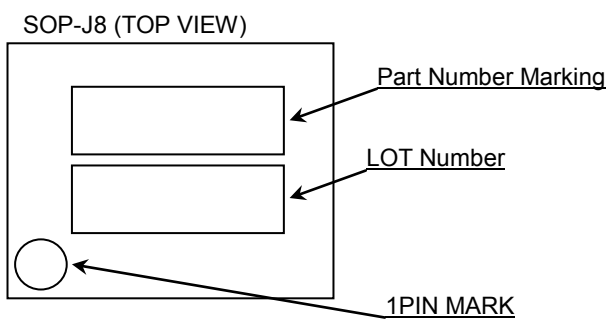 SOP-J8 (TOP VIEW)
Part Number Marking
LOT Number
1PIN MARK